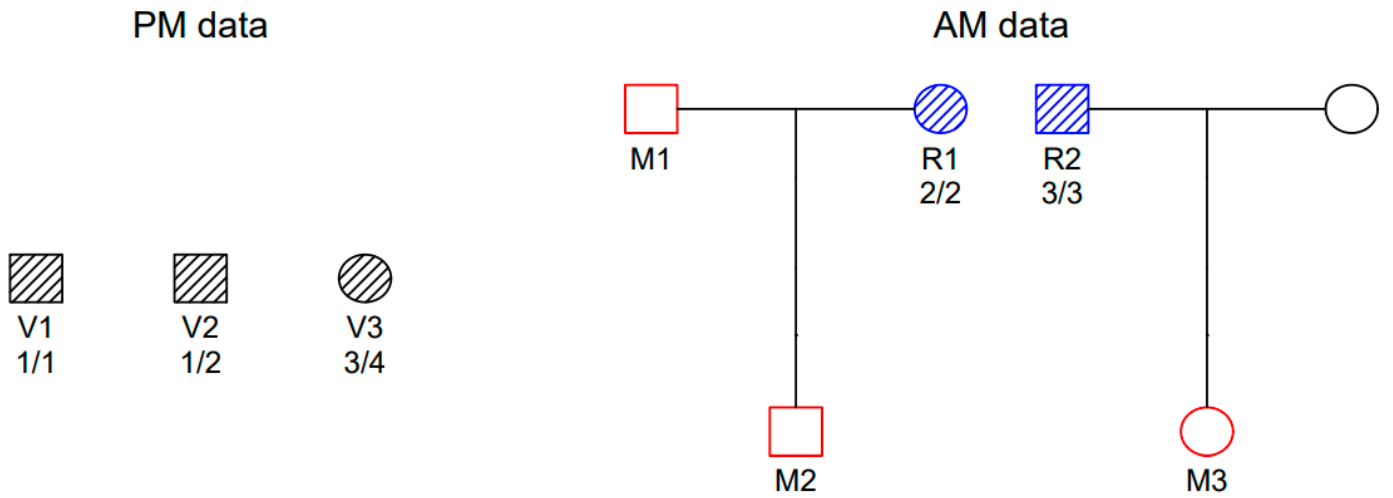 PM data
AM data
M1
R1
2/2
R2
3/3
V1
1/1
V2
1/2
V3
3/4
M2
M3